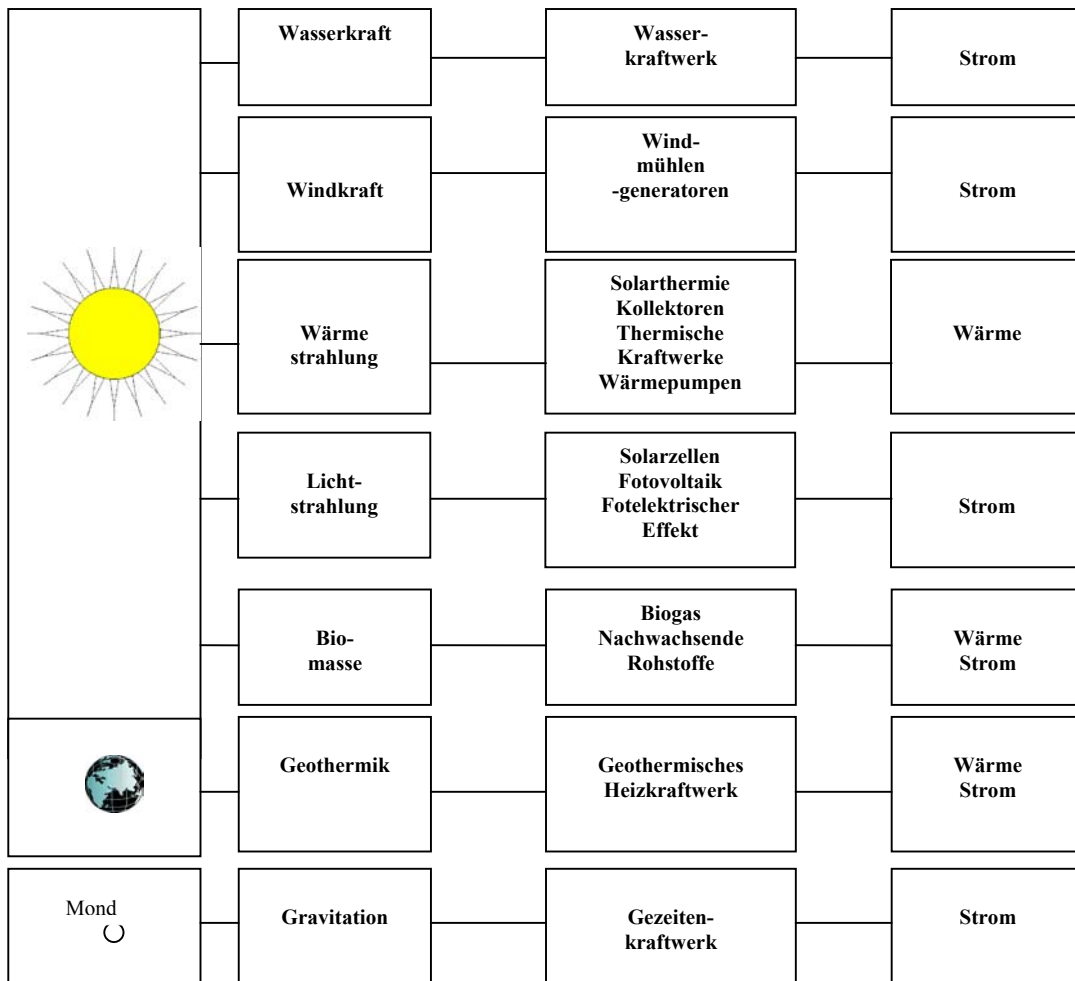 Wasserkraft
Wasser-
kraftwerk
Strom
Windkraft
Wind-
mühlen
-generatoren
Strom
Wärme
strahlung
Solarthermie
Kollektoren
Thermische
Kraftwerke
Wärmepumpen
Wärme
Licht-
strahlung
Solarzellen
Fotovoltaik
Fotelektrischer
Effekt
Strom
Bio-
masse
Biogas
Nachwachsende
Rohstoffe
Wärme
Strom
Geothermik
Geothermisches
Heizkraftwerk
Wärme
Strom
Mond
Gravitation
Gezeiten-
kraftwerk
Strom